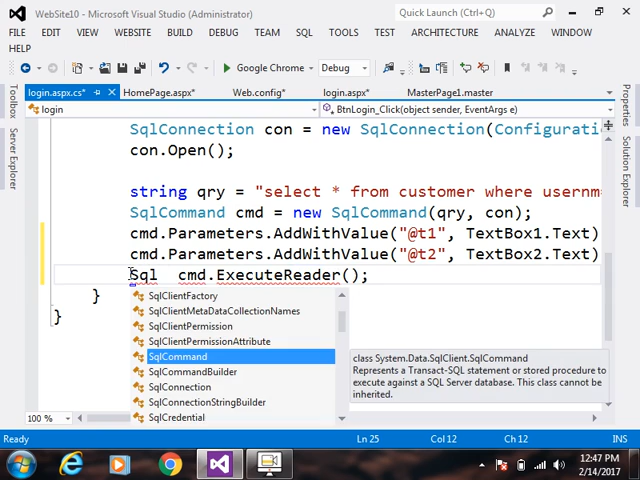 WebSite10 - Microsoft Visual Studio (Administrator)
Quick Launch (Ctrl+Q)
FILE EDIT VIEW WEBSITE BUILD DEBUG TEAM SQL TOOLS TEST ARCHITECTURE ANALYZE WINDOW
HELP
Google Chrome Debug
login.aspx.cs* HomePage.aspx* Web.config* login.aspx* MasterPage1.master
login BtnLogin_Click(object sender, EventArgs e)
Toolbox
Server Explorer
Properties
Solution Explorer
SqlConnection con = new SqlConnection(Configuratio
con.Open();
string qry = "select * from customer where usernm
SqlCommand cmd = new SqlCommand(qry, con);
cmd.Parameters.AddWithValue("@t1", TextBox1.Text)
cmd.Parameters.AddWithValue("@t2", TextBox2.Text)
Sql  cmd.ExecuteReader();
}
}
SqlClientFactory
SqlClientMetaDataCollectionNames
SqlClientPermission
SqlClientPermissionAttribute
SqlCommand
SqlCommandBuilder
SqlConnection
SqlConnectionStringBuilder
SqlCredential
class System.Data.SqlClient.SqlCommand
Represents a Transact-SQL statement or stored procedure to
execute against a SQL Server database. This class cannot be
inherited.
100 %
Ready Ln 25 Col 12 Ch 12 INS
12:47 PM
2/14/2017